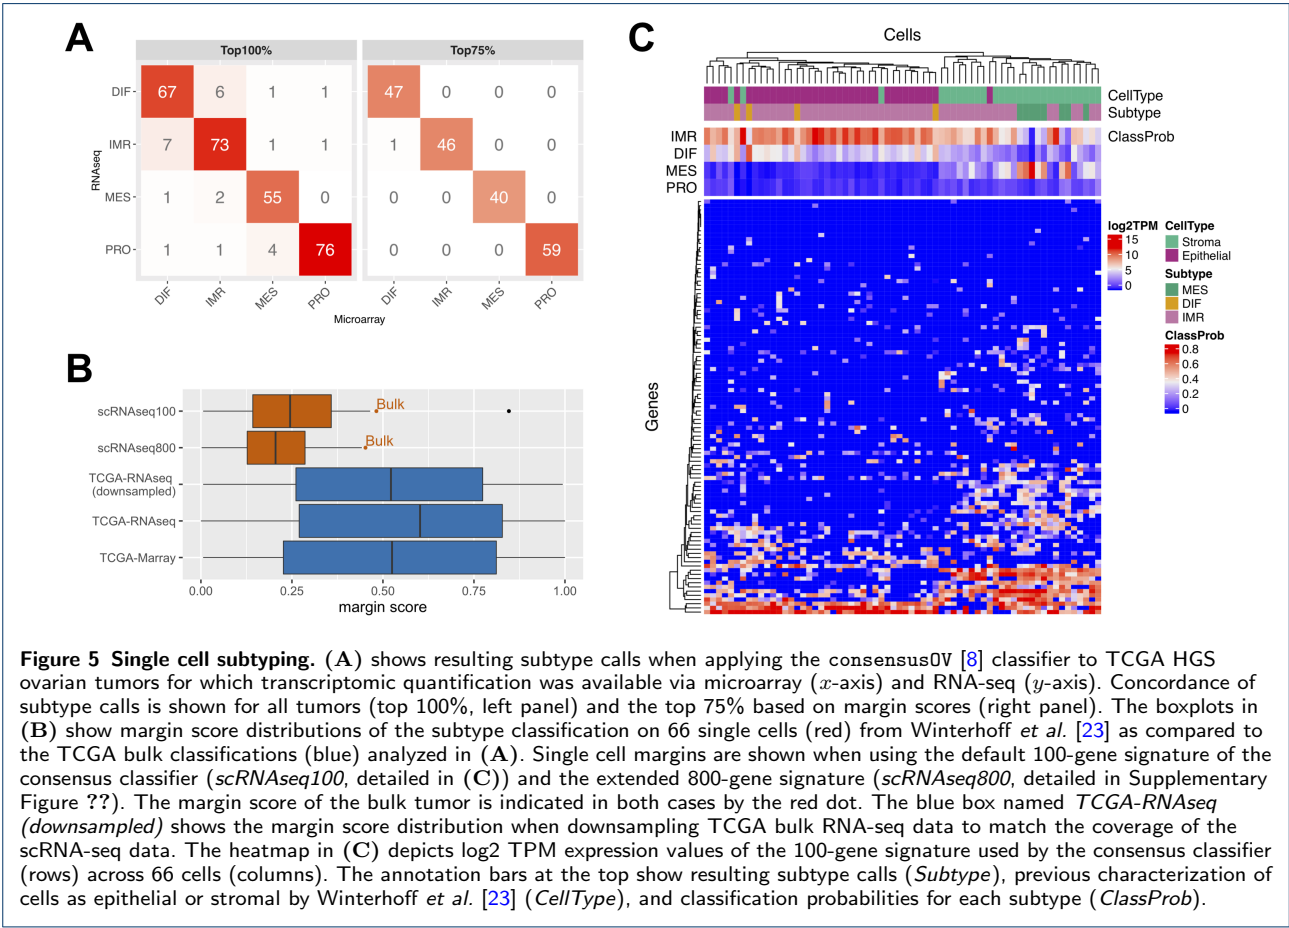 A
Top100%
Top75%
RNAseq
DIF
67 6 1 1
47 0 0 0
IMR
7 73 1 1
1 46 0 0
MES
1 2 55 0
0 0 40 0
PRO
1 1 4 76
0 0 0 59
DIF IMR MES PRO
DIF IMR MES PRO
Microarray
B
scRNAseq100
Bulk
scRNAseq800
Bulk
TCGA-RNAseq
(downsampled)
TCGA-RNAseq
TCGA-Marray
0.00 0.25 0.50 0.75 1.00
margin score
C
Cells
CellType
Subtype
IMR
ClassProb
DIF
MES
PRO
Genes
log2TPM
15
10
5
0
CellType
Stroma
Epithelial
Subtype
MES
DIF
IMR
ClassProb
0.8
0.6
0.4
0.2
0
Figure 5 Single cell subtyping. (A) shows resulting subtype calls when applying the consensusOV [8] classifier to TCGA HGS
ovarian tumors for which transcriptomic quantification was available via microarray (x-axis) and RNA-seq (y-axis). Concordance of
subtype calls is shown for all tumors (top 100%, left panel) and the top 75% based on margin scores (right panel). The boxplots in
(B) show margin score distributions of the subtype classification on 66 single cells (red) from Winterhoff et al. [23] as compared to
the TCGA bulk classifications (blue) analyzed in (A). Single cell margins are shown when using the default 100-gene signature of the
consensus classifier (scRNAseq100, detailed in (C)) and the extended 800-gene signature (scRNAseq800, detailed in Supplementary
Figure ??). The margin score of the bulk tumor is indicated in both cases by the red dot. The blue box named TCGA-RNAseq
(downsampled) shows the margin score distribution when downsampling TCGA bulk RNA-seq data to match the coverage of the
scRNA-seq data. The heatmap in (C) depicts log2 TPM expression values of the 100-gene signature used by the consensus classifier
(rows) across 66 cells (columns). The annotation bars at the top show resulting subtype calls (Subtype), previous characterization of
cells as epithelial or stromal by Winterhoff et al. [23] (CellType), and classification probabilities for each subtype (ClassProb).